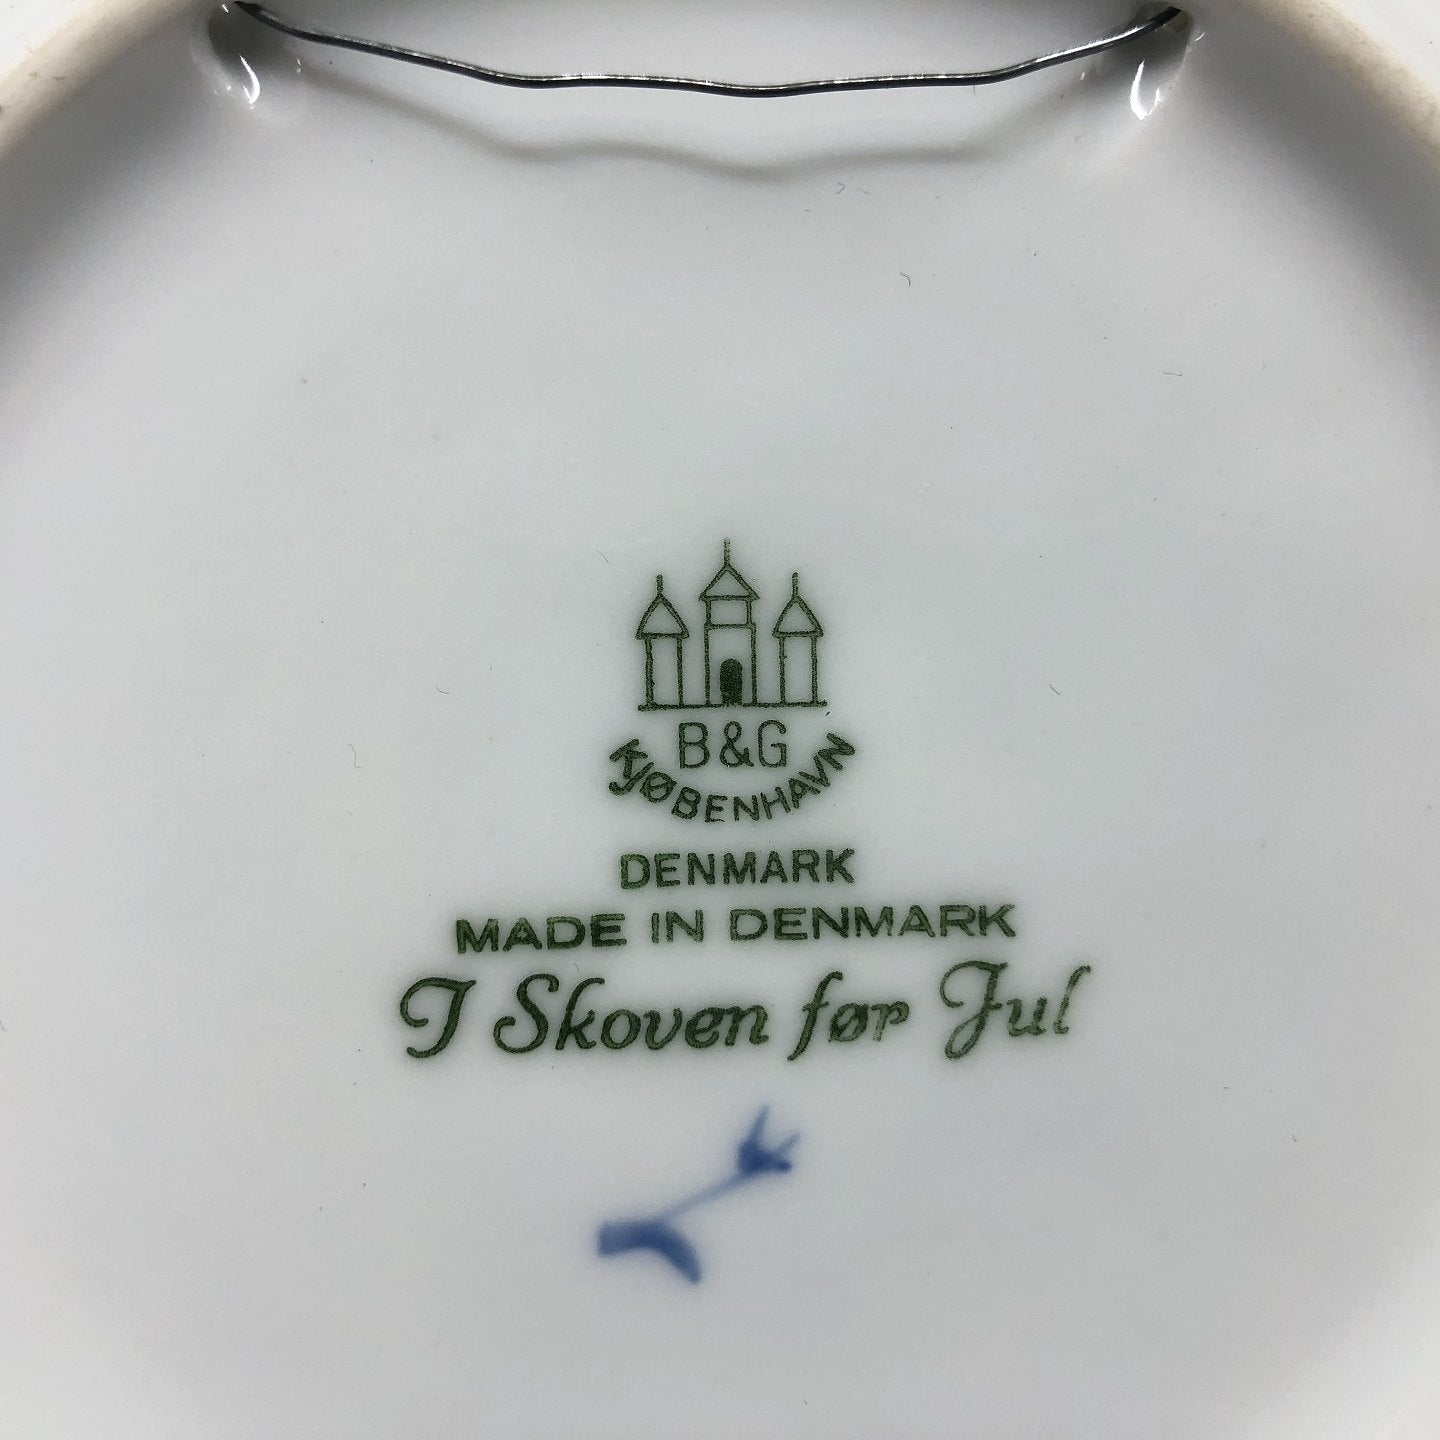 B&G
KJØBENHAVN
DENMARK
MADE IN DENMARK
I Skoven før Jul